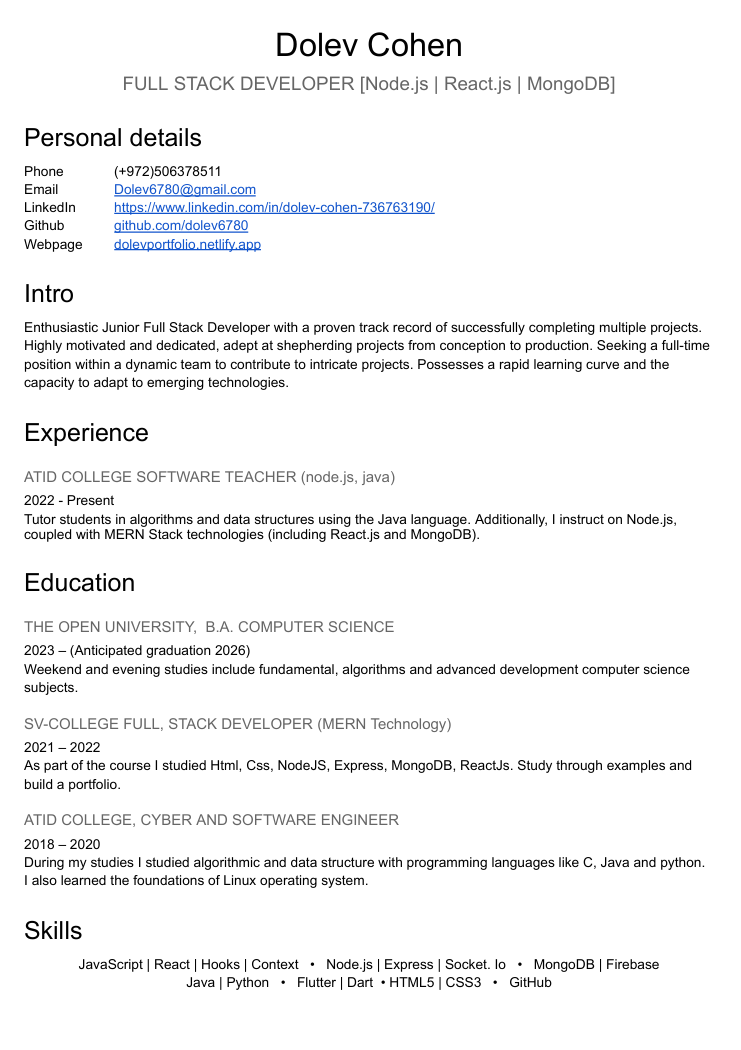 Dolev Cohen
FULL STACK DEVELOPER [Node.js | React.js | MongoDB]
Personal details
Phone (+972)506378511
Email Dolev6780@gmail.com
LinkedIn https://www.linkedin.com/in/dolev-cohen-736763190/
Github github.com/dolev6780
Webpage dolevportfolio.netlify.app
Intro
Enthusiastic Junior Full Stack Developer with a proven track record of successfully completing multiple projects.
Highly motivated and dedicated, adept at shepherding projects from conception to production. Seeking a full-time
position within a dynamic team to contribute to intricate projects. Possesses a rapid learning curve and the
capacity to adapt to emerging technologies.
Experience
ATID COLLEGE SOFTWARE TEACHER (node.js, java)
2022 - Present
Tutor students in algorithms and data structures using the Java language. Additionally, I instruct on Node.js,
coupled with MERN Stack technologies (including React.js and MongoDB).
Education
THE OPEN UNIVERSITY, B.A. COMPUTER SCIENCE
2023 – (Anticipated graduation 2026)
Weekend and evening studies include fundamental, algorithms and advanced development computer science
subjects.
SV-COLLEGE FULL, STACK DEVELOPER (MERN Technology)
2021 – 2022
As part of the course I studied Html, Css, NodeJS, Express, MongoDB, ReactJs. Study through examples and
build a portfolio.
ATID COLLEGE, CYBER AND SOFTWARE ENGINEER
2018 – 2020
During my studies I studied algorithmic and data structure with programming languages like C, Java and python.
I also learned the foundations of Linux operating system.
Skills
JavaScript | React | Hooks | Context • Node.js | Express | Socket. Io • MongoDB | Firebase
Java | Python • Flutter | Dart • HTML5 | CSS3 • GitHub